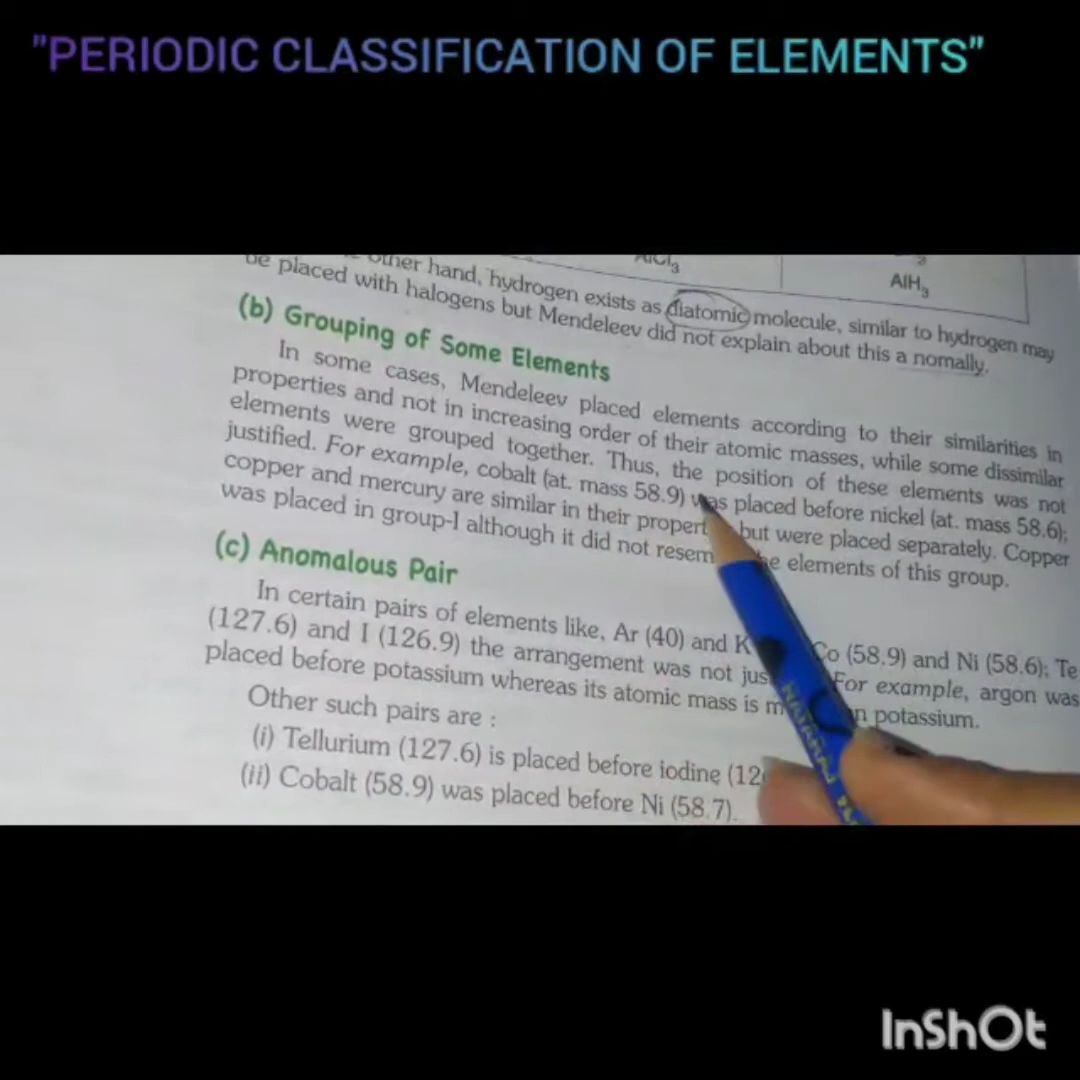 "PERIODIC CLASSIFICATION OF ELEMENTS"
AlCl3
AlH3
other hand, hydrogen exists as diatomic molecule, similar to hydrogen may
be placed with halogens but Mendeleev did not explain about this a nomally.
(b) Grouping of Some Elements
In some cases, Mendeleev placed elements according to their similarities in
properties and not in increasing order of their atomic masses, while some dissimilar
elements were grouped together. Thus, the position of these elements was not
justified. For example, cobalt (at. mass 58.9) was placed before nickel (at. mass 58.6);
copper and mercury are similar in their propert but were placed separately. Copper
was placed in group-I although it did not resem he elements of this group.
(c) Anomalous Pair
In certain pairs of elements like, Ar (40) and K Co (58.9) and Ni (58.6); Te
(127.6) and I (126.9) the arrangement was not jus For example, argon was
placed before potassium whereas its atomic mass is m n potassium.
Other such pairs are :
(i) Tellurium (127.6) is placed before iodine (12
(ii) Cobalt (58.9) was placed before Ni (58.7).
NATARAJ
InShOt